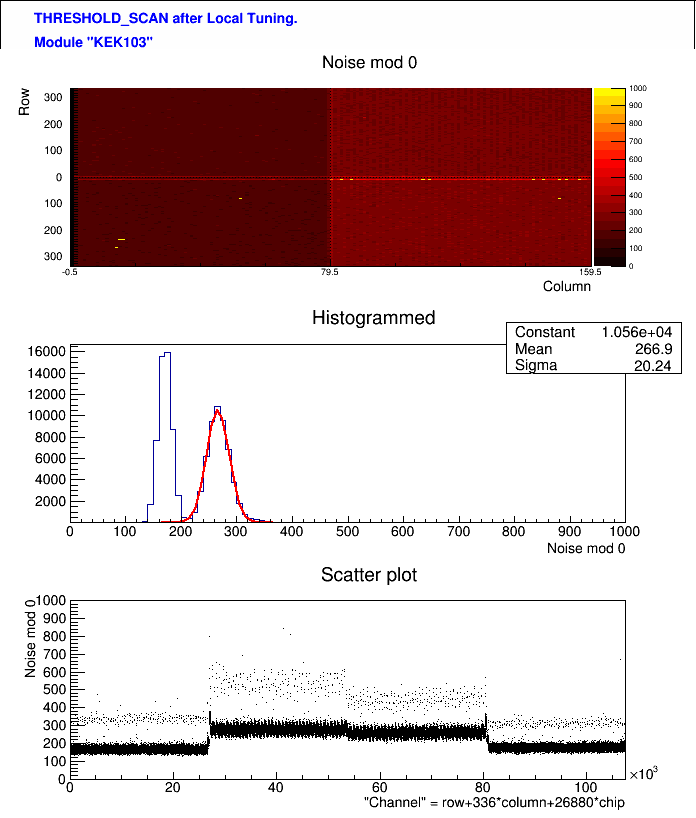 THRESHOLD_SCAN after Local Tuning.
Module "KEK103"
Noise mod 0
Row
300
200
100
0
100
200
300
-0.5
79.5
159.5
Column
1000
900
800
700
600
500
400
300
200
100
0
Histogrammed
Constant 1.056e+04
Mean 266.9
Sigma 20.24
16000
14000
12000
10000
8000
6000
4000
2000
0 100 200 300 400 500 600 700 800 900 1000
Noise mod 0
Scatter plot
Noise mod 0
1000
900
800
700
600
500
400
300
200
100
0
0 20 40 60 80 100
×10³
"Channel" = row+336*column+26880*chip